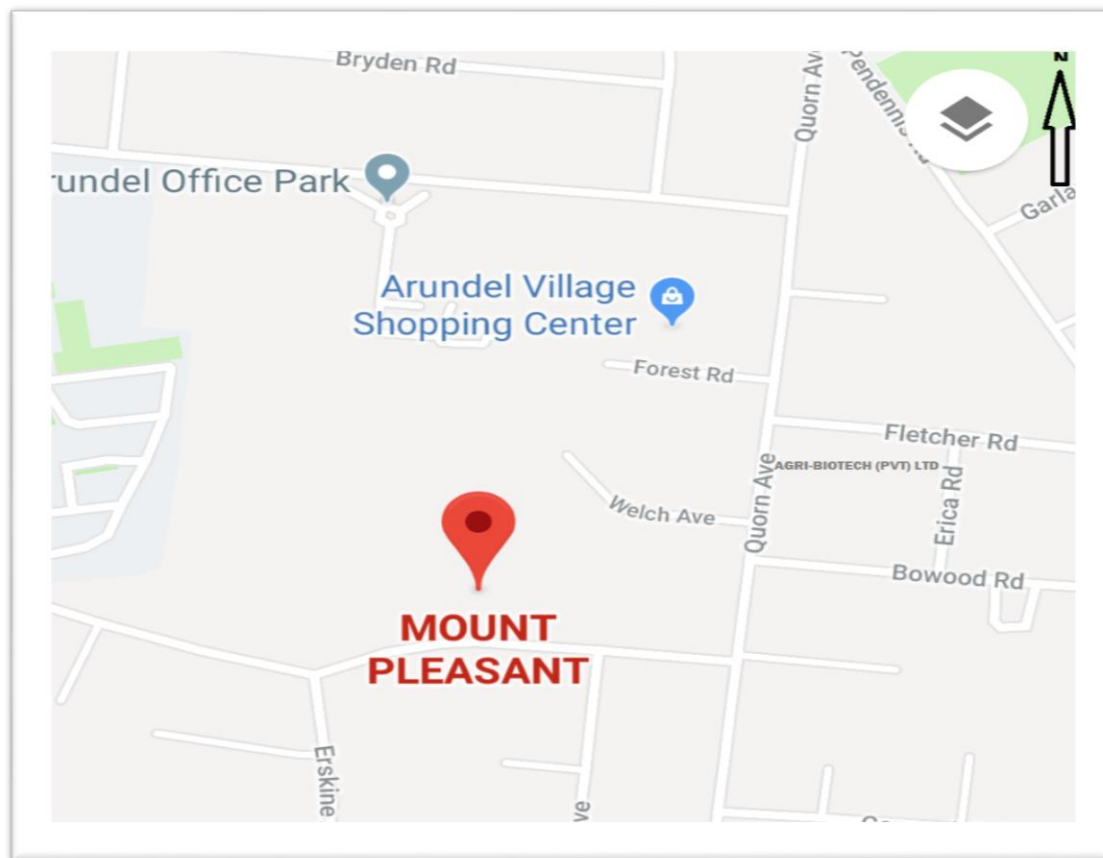 Bryden Rd
Quorn Ave
Pendennis Rd
N
rundel Office Park
Garla
Arundel Village
Shopping Center
Forest Rd
Fletcher Rd
AGRI-BIOTECH (PVT) LTD
Quorn Ave
Erica Rd
Welch Ave
Bowood Rd
MOUNT
PLEASANT
Erskine
ve